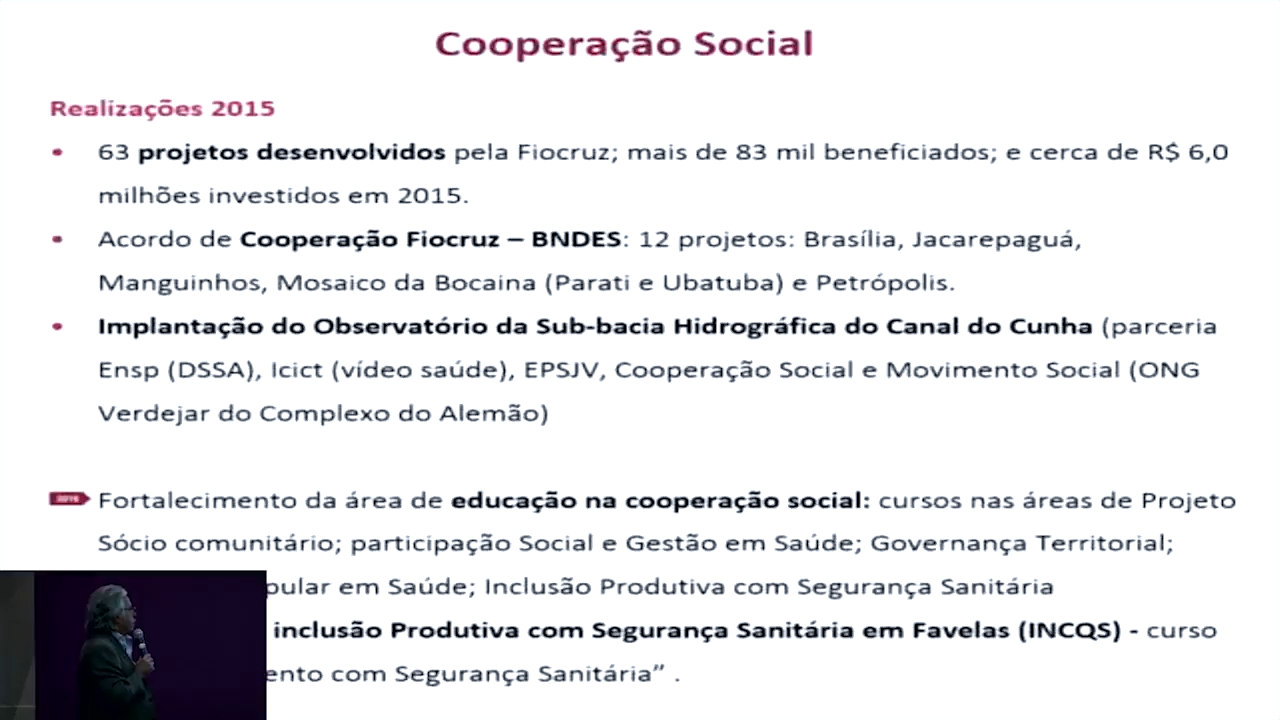 Cooperação Social
Realizações 2015
• 63 projetos desenvolvidos pela Fiocruz; mais de 83 mil beneficiados; e cerca de R$ 6,0
milhões investidos em 2015.
• Acordo de Cooperação Fiocruz – BNDES: 12 projetos: Brasília, Jacarepaguá,
Manguinhos, Mosaico da Bocaina (Parati e Ubatuba) e Petrópolis.
• Implantação do Observatório da Sub-bacia Hidrográfica do Canal do Cunha (parceria
Ensp (DSSA), Icict (vídeo saúde), EPSJV, Cooperação Social e Movimento Social (ONG
Verdejar do Complexo do Alemão)
Fortalecimento da área de educação na cooperação social: cursos nas áreas de Projeto
Sócio comunitário; participação Social e Gestão em Saúde; Governança Territorial;
pular em Saúde; Inclusão Produtiva com Segurança Sanitária
inclusão Produtiva com Segurança Sanitária em Favelas (INCQS) - curso
ento com Segurança Sanitária” .